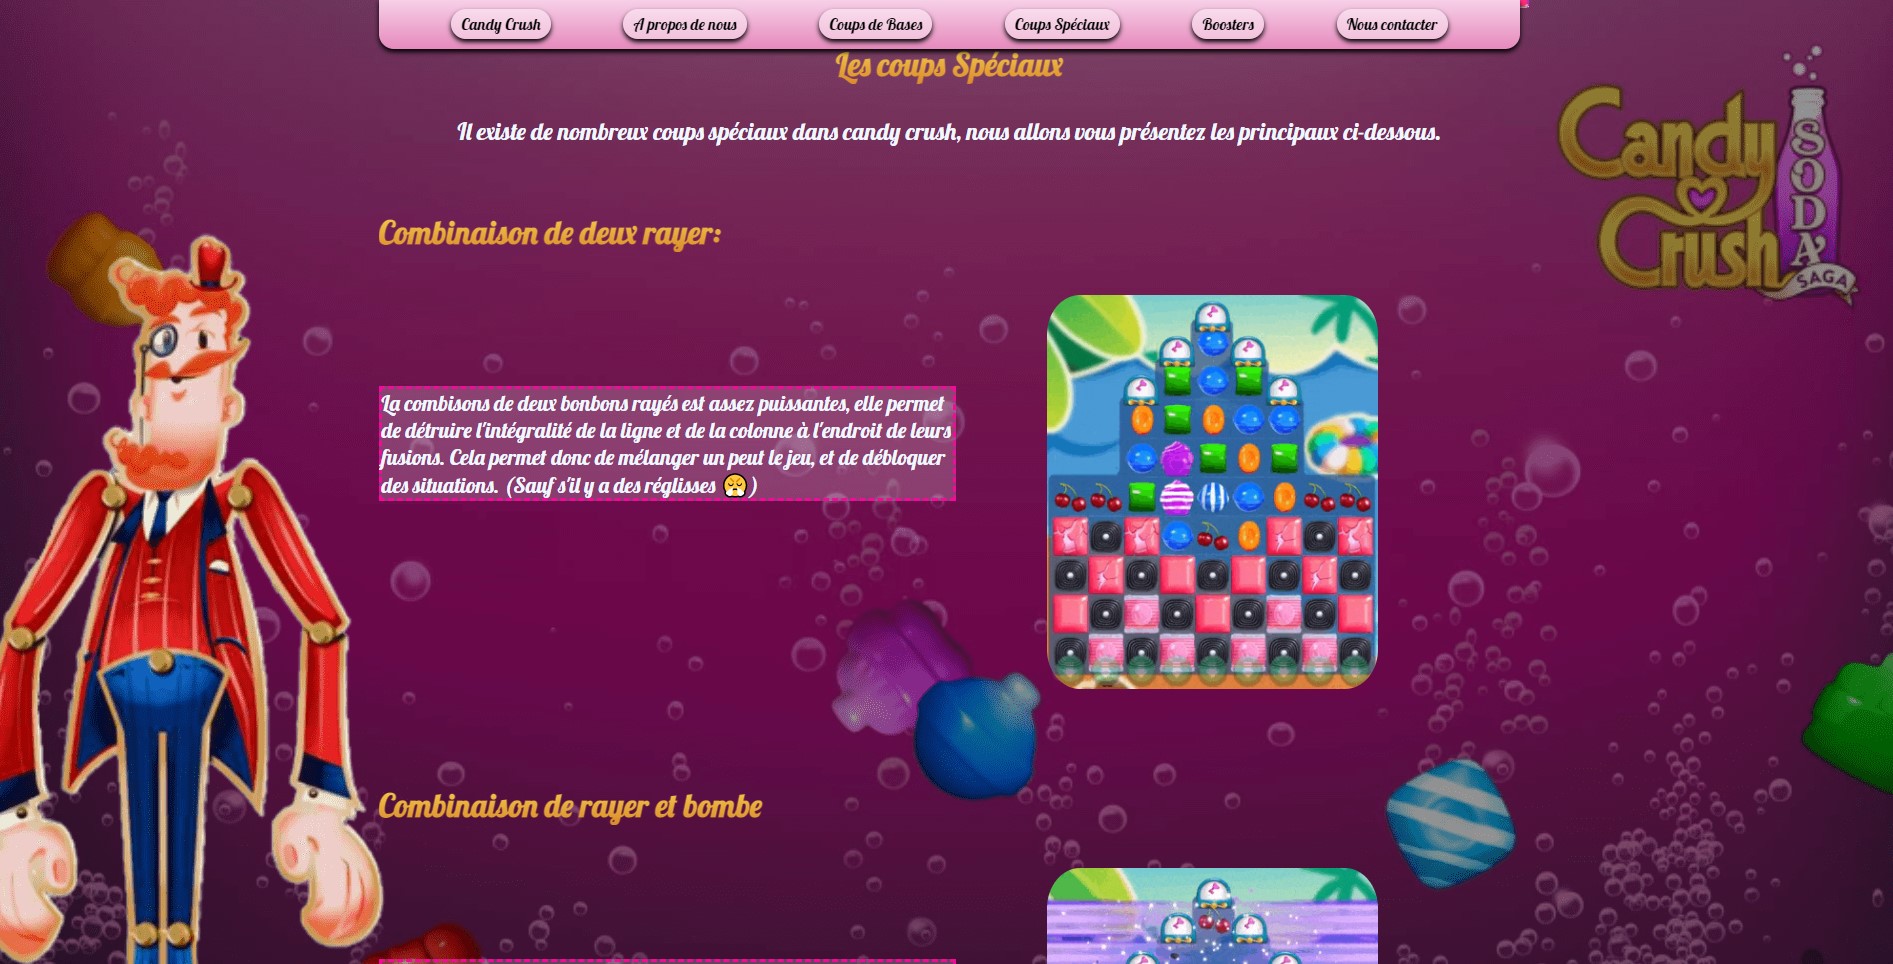 Candy Crush
A propos de nous
Coups de Bases
Coups Spéciaux
Boosters
Nous contacter
Les coups Spéciaux
Il existe de nombreux coups spéciaux dans candy crush, nous allons vous présentez les principaux ci-dessous.
Candy
Crush
SODA
SAGA
Combinaison de deux rayer:
La combisons de deux bonbons rayés est assez puissantes, elle permet
de détruire l'intégralité de la ligne et de la colonne à l'endroit de leurs
fusions. Cela permet donc de mélanger un peut le jeu, et de débloquer
des situations. (Sauf s'il y a des réglisses 😤)
Combinaison de rayer et bombe